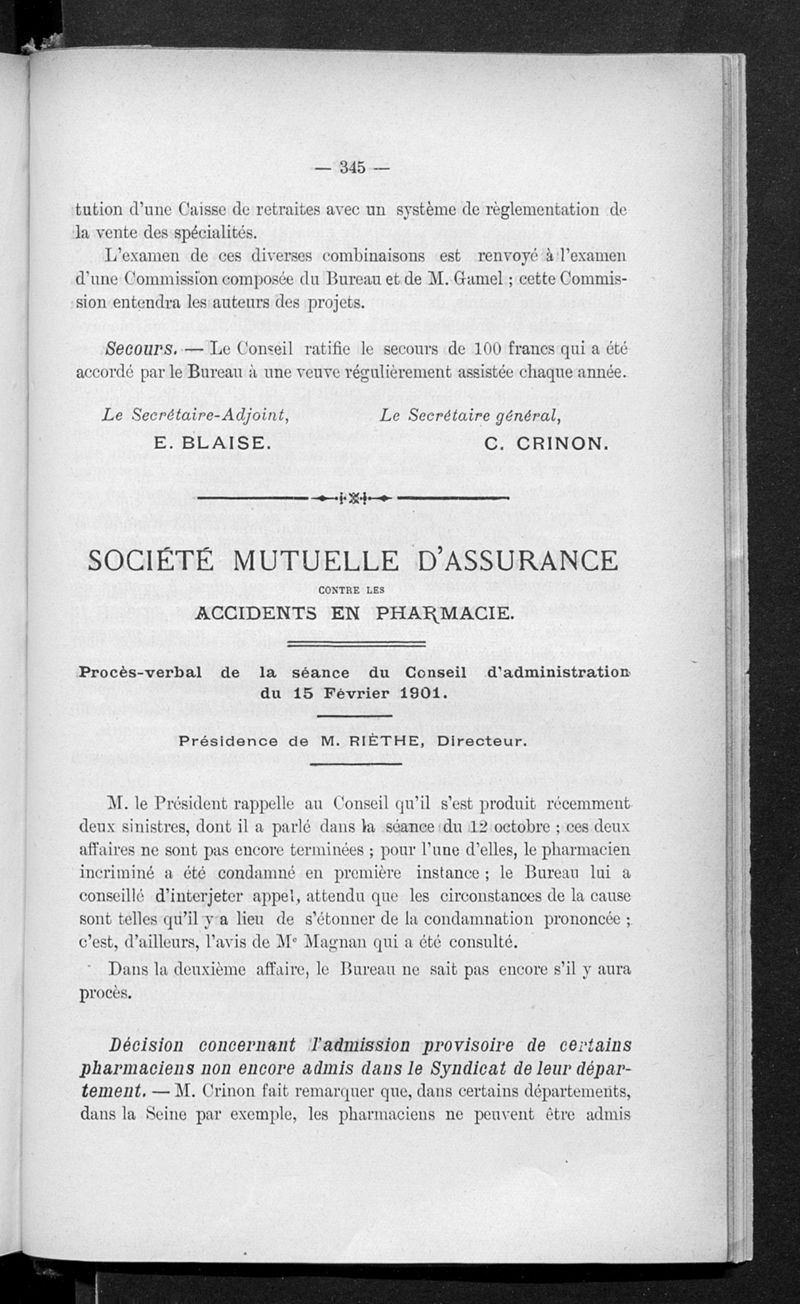 — 345 —
tution d'une Caisse de retraites avec un système de règlementation de
la vente des spécialités.
L'examen de ces diverses combinaisons est renvoyé à l'examen
d'une Commission composée du Bureau et de M. Gamel ; cette Commis-
sion entendra les auteurs des projets.
Secours. — Le Conseil ratifie le secours de 100 francs qui a été
accordé par le Bureau à une veuve régulièrement assistée chaque année.
Le Secrétaire-Adjoint, Le Secrétaire général,
E. BLAISE. C. CRINON.
SOCIÉTÉ MUTUELLE D'ASSURANCE
CONTRE LES
ACCIDENTS EN PHARMACIE.
Procès-verbal de la séance du Conseil d'administration
du 15 Février 1901.
Présidence de M. RIÈTHE, Directeur.
M. le Président rappelle au Conseil qu'il s'est produit récemment
deux sinistres, dont il a parlé dans la séance du 12 octobre ; ces deux
affaires ne sont pas encore terminées ; pour l'une d'elles, le pharmacien
incriminé a été condamné en première instance ; le Bureau lui a
conseillé d'interjeter appel, attendu que les circonstances de la cause
sont telles qu'il y a lieu de s'étonner de la condamnation prononcée ;
c'est, d'ailleurs, l'avis de Me Magnan qui a été consulté.
Dans la deuxième affaire, le Bureau ne sait pas encore s'il y aura
procès.
Décision concernant l'admission provisoire de certains
pharmaciens non encore admis dans le Syndicat de leur dépar-
tement. — M. Crinon fait remarquer que, dans certains départements,
dans la Seine par exemple, les pharmaciens ne peuvent être admis